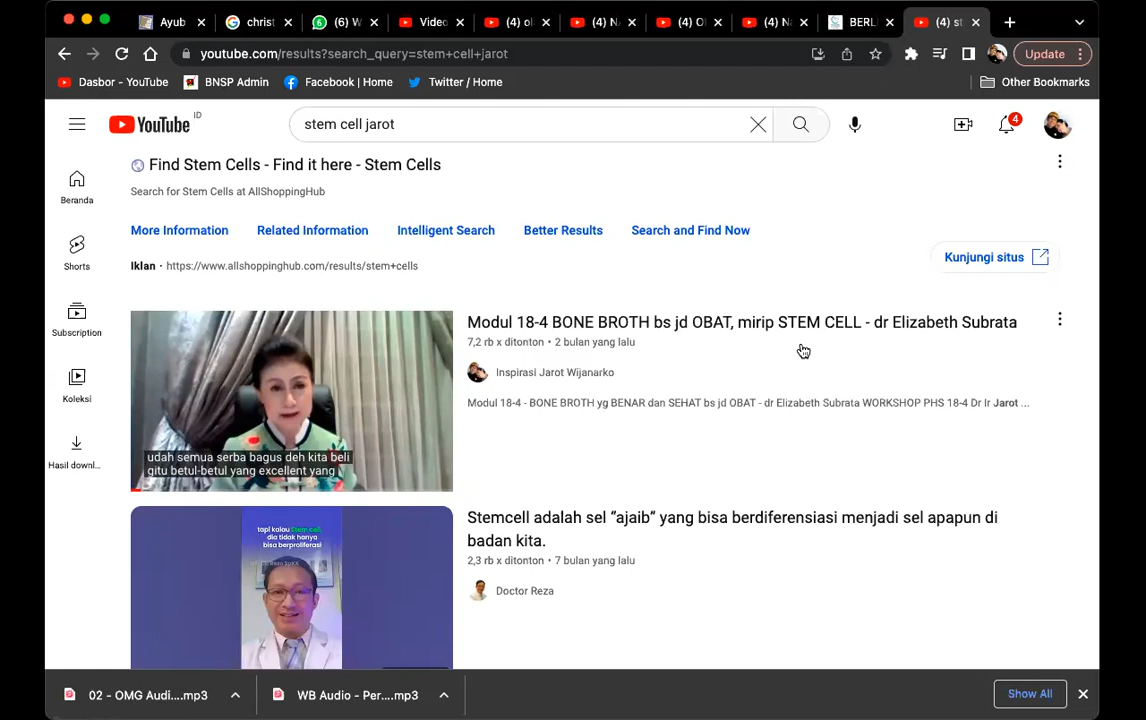 Ayub
christ
(6) W
Video
(4) ol
(4) N
(4) O
(4) N
BERL
(4) st
youtube.com/results?search_query=stem+cell+jarot
Update
Dasbor - YouTube
BNSP Admin
Facebook | Home
Twitter / Home
Other Bookmarks
YouTube ID
stem cell jarot
4
Find Stem Cells - Find it here - Stem Cells
Search for Stem Cells at AllShoppingHub
Beranda
More Information Related Information Intelligent Search Better Results Search and Find Now
Shorts
Iklan · https://www.allshoppinghub.com/results/stem+cells
Kunjungi situs
Subscription
Koleksi
Hasil downl...
Modul 18-4 BONE BROTH bs jd OBAT, mirip STEM CELL - dr Elizabeth Subrata
7,2 rb x ditonton • 2 bulan yang lalu
Inspirasi Jarot Wijanarko
Modul 18-4 - BONE BROTH yg BENAR dan SEHAT bs jd OBAT - dr Elizabeth Subrata WORKSHOP PHS 18-4 Dr Ir Jarot ...
udah semua serba bagus deh kita beli
gitu betul-betul yang excellent yang
Stemcell adalah sel “ajaib” yang bisa berdiferensiasi menjadi sel apapun di
badan kita.
2,3 rb x ditonton • 7 bulan yang lalu
Doctor Reza
tapi kalau Stem cell
dia tidak hanya
bisa berproliferasi
02 - OMG Audi....mp3
WB Audio - Per....mp3
Show All